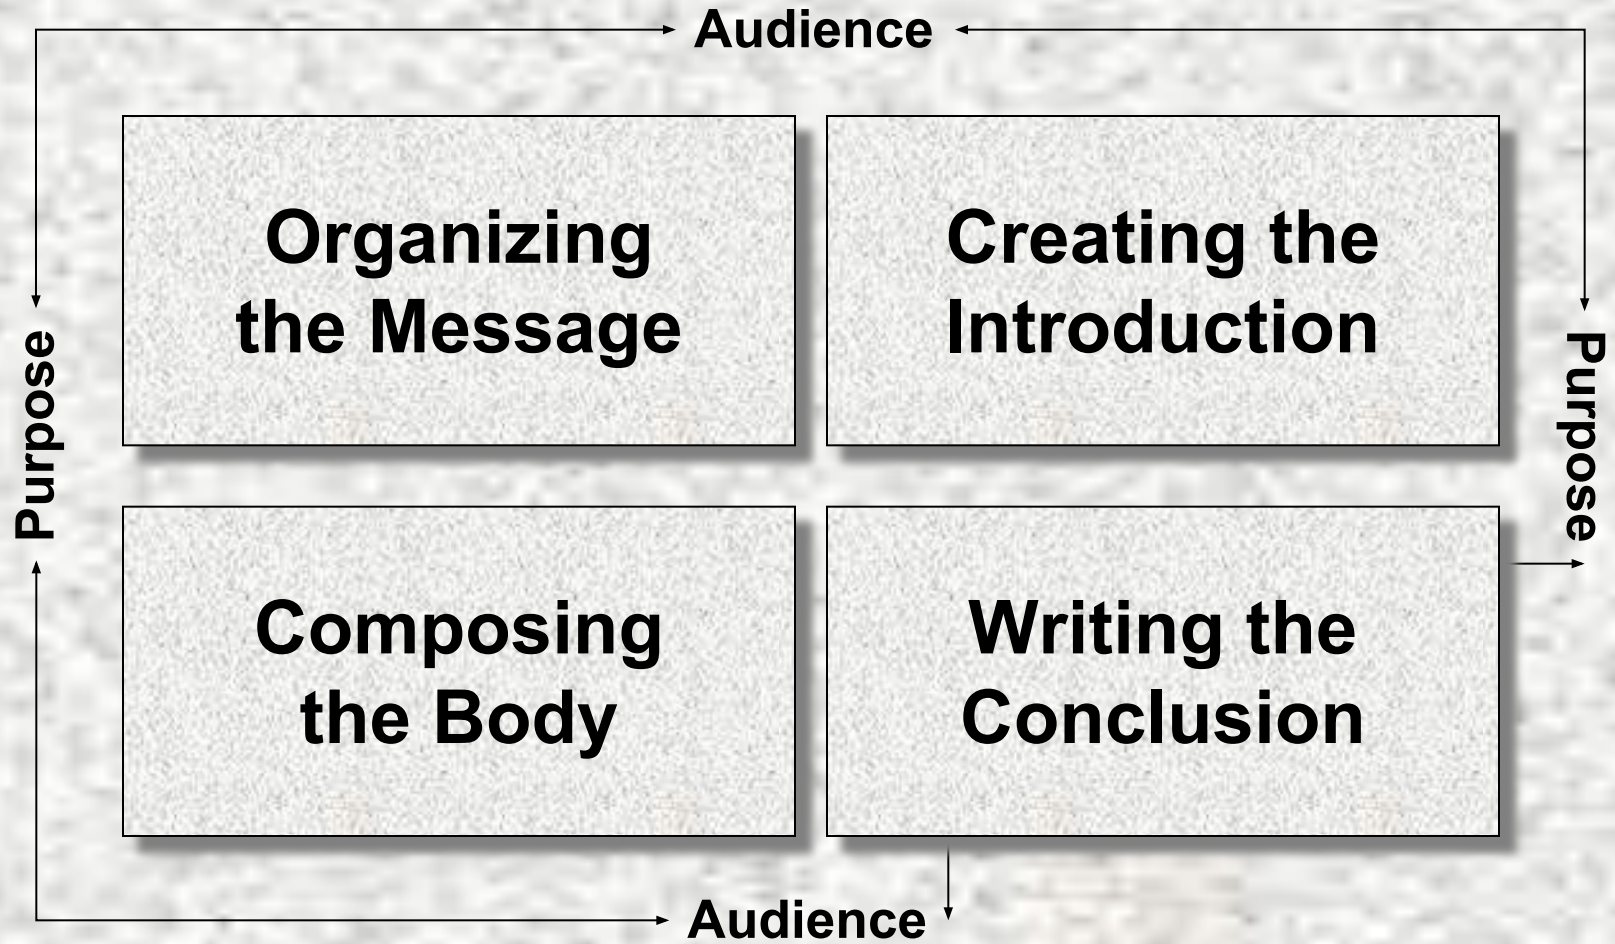 Audience
Organizing
the Message
Creating the
Introduction
Purpose
Purpose
Composing
the Body
Writing the
Conclusion
Audience